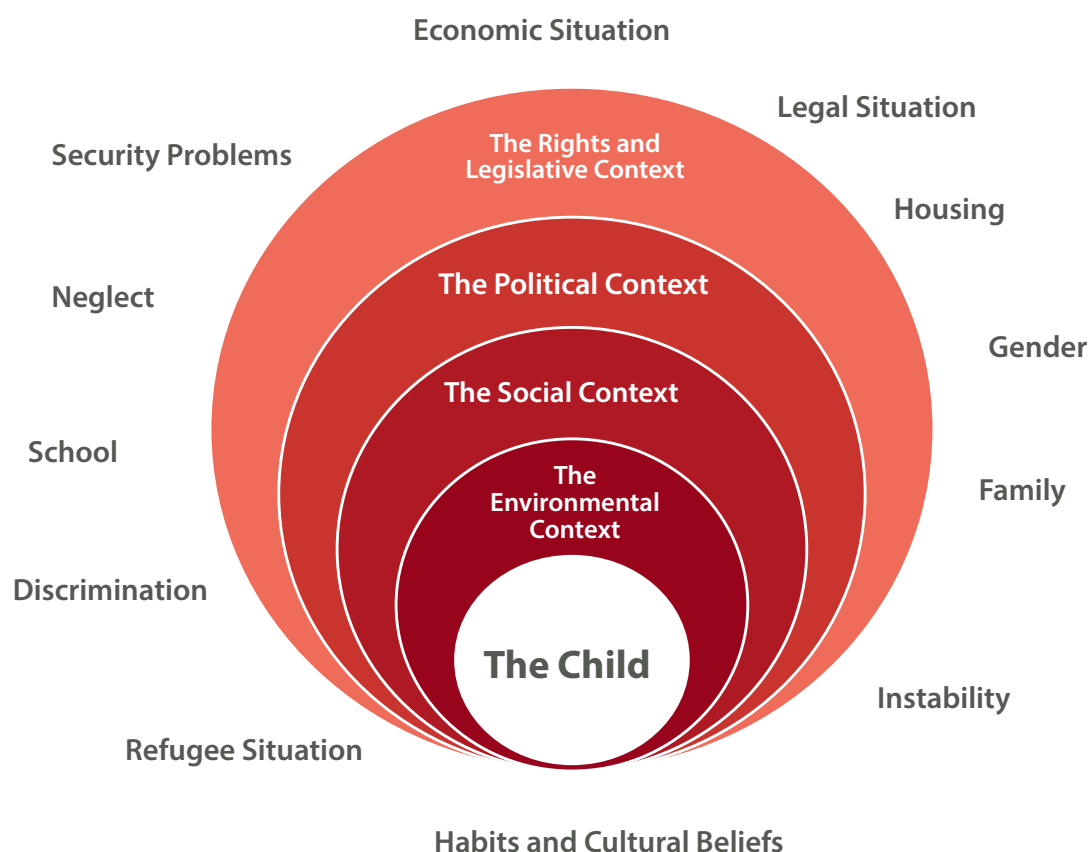 Economic Situation
Legal Situation
Security Problems
The Rights and
Legislative Context
Housing
The Political Context
Neglect
Gender
The Social Context
School
The
Environmental
Context
Family
Discrimination
The Child
Instability
Refugee Situation
Habits and Cultural Beliefs